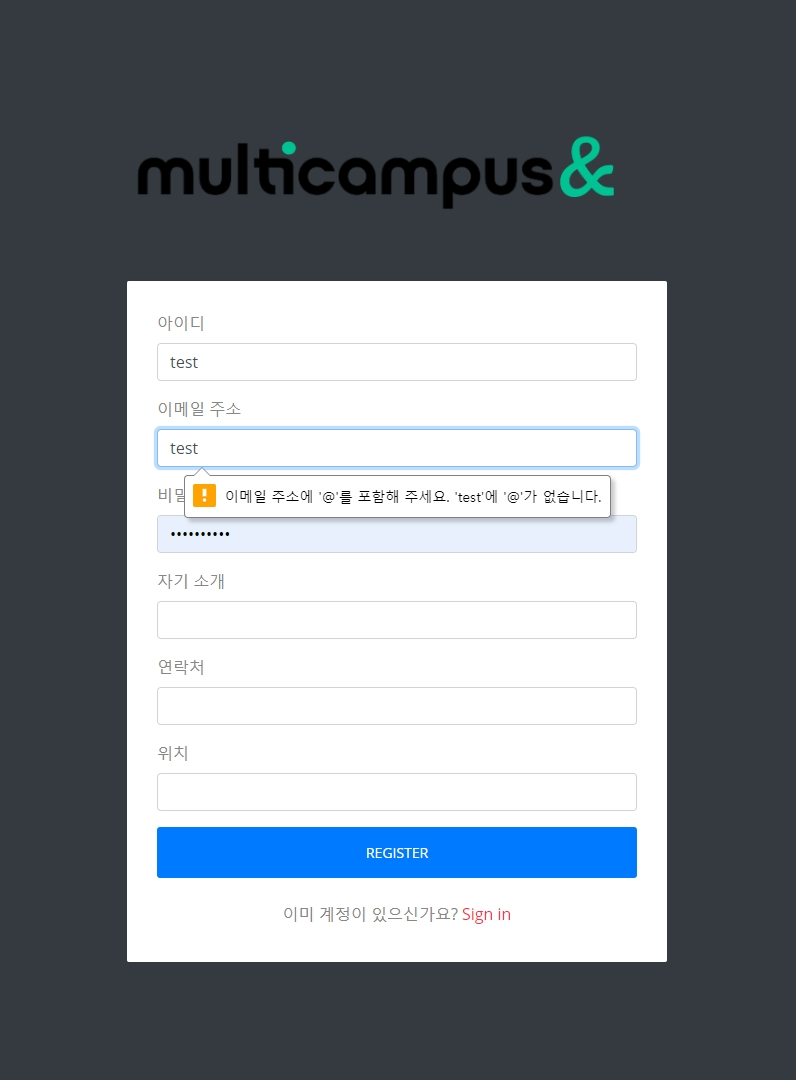 multicampus&
아이디
test
이메일 주소
test
이메일 주소에 '@'를 포함해 주세요. 'test'에 '@'가 없습니다.
••••••••••
자기 소개
연락처
위치
REGISTER
이미 계정이 있으신가요? Sign in